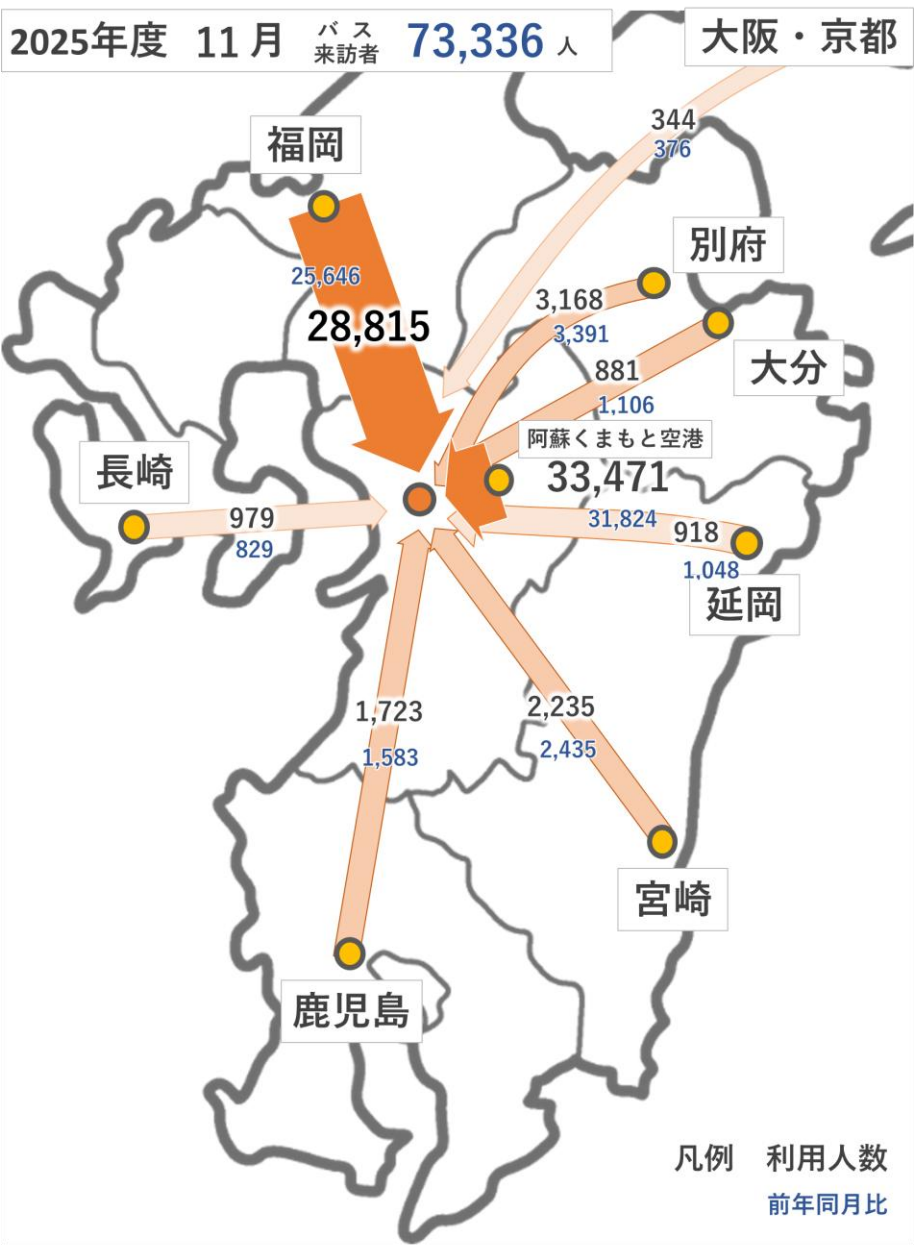 2025年度 11月 バス来訪者 73,336 人
大阪・京都
344
376
福岡
25,646
28,815
別府
3,168
3,391
大分
881
1,106
阿蘇くまもと空港
33,471
31,824
長崎
979
829
918
1,048
延岡
1,723
1,583
2,235
2,435
宮崎
鹿児島
凡例 利用人数
前年同月比